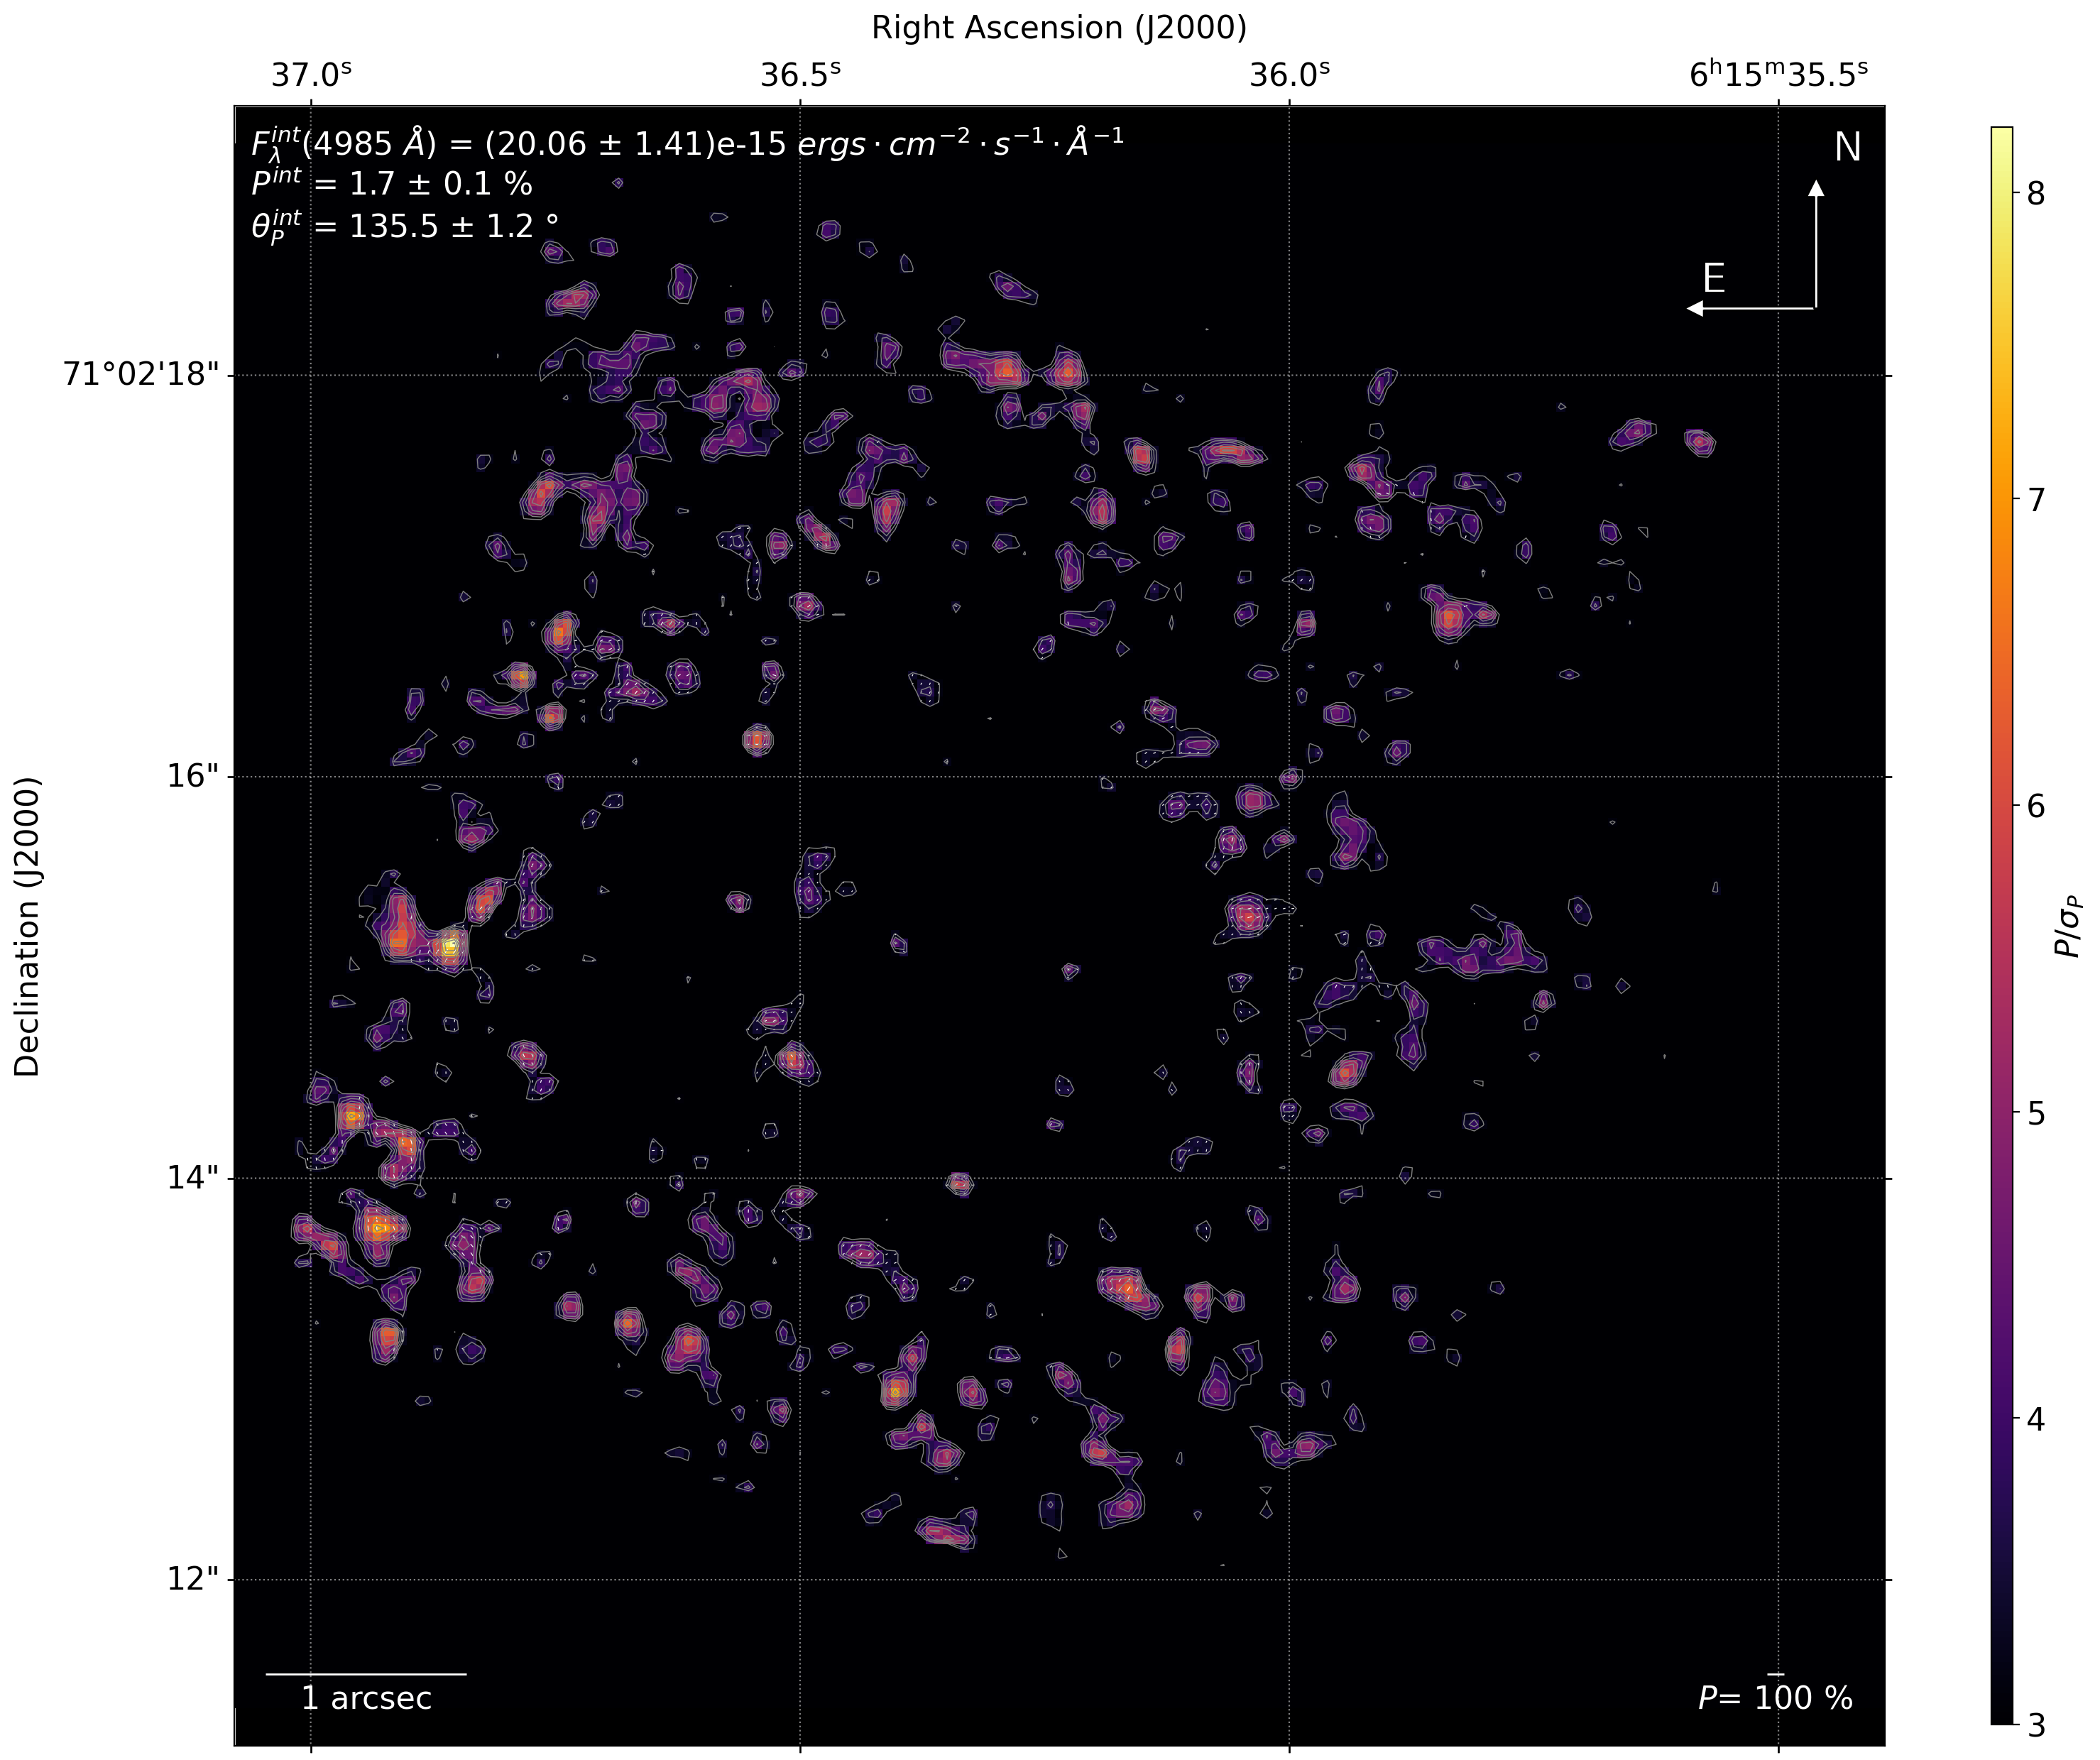 Right Ascension (J2000)
37.0ˢ 36.5ˢ 36.0ˢ 6ʰ15ᵐ35.5ˢ
F_λ^int(4985 Å) = (20.06 ± 1.41)e-15 ergs · cm⁻² · s⁻¹ · Å⁻¹
P^int = 1.7 ± 0.1 %
θ_P^int = 135.5 ± 1.2 °
N
E
71°02'18"
16"
14"
12"
Declination (J2000)
1 arcsec
P= 100 %
8
7
6
5
4
3
P/σ_P